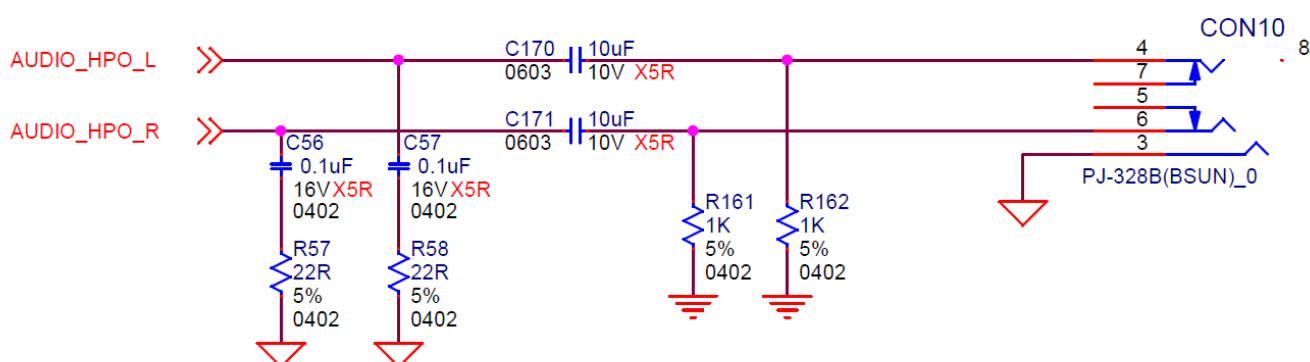 CON10
AUDIO_HPO_L
C170
10uF
4
8
0603
10V X5R
7
5
AUDIO_HPO_R
C171
10uF
6
0603
10V X5R
3
C56
C57
0.1uF
0.1uF
PJ-328B(BSUN)_0
16V X5R
16V X5R
0402
0402
R161
R162
1K
1K
5%
5%
0402
0402
R57
R58
22R
22R
5%
5%
0402
0402